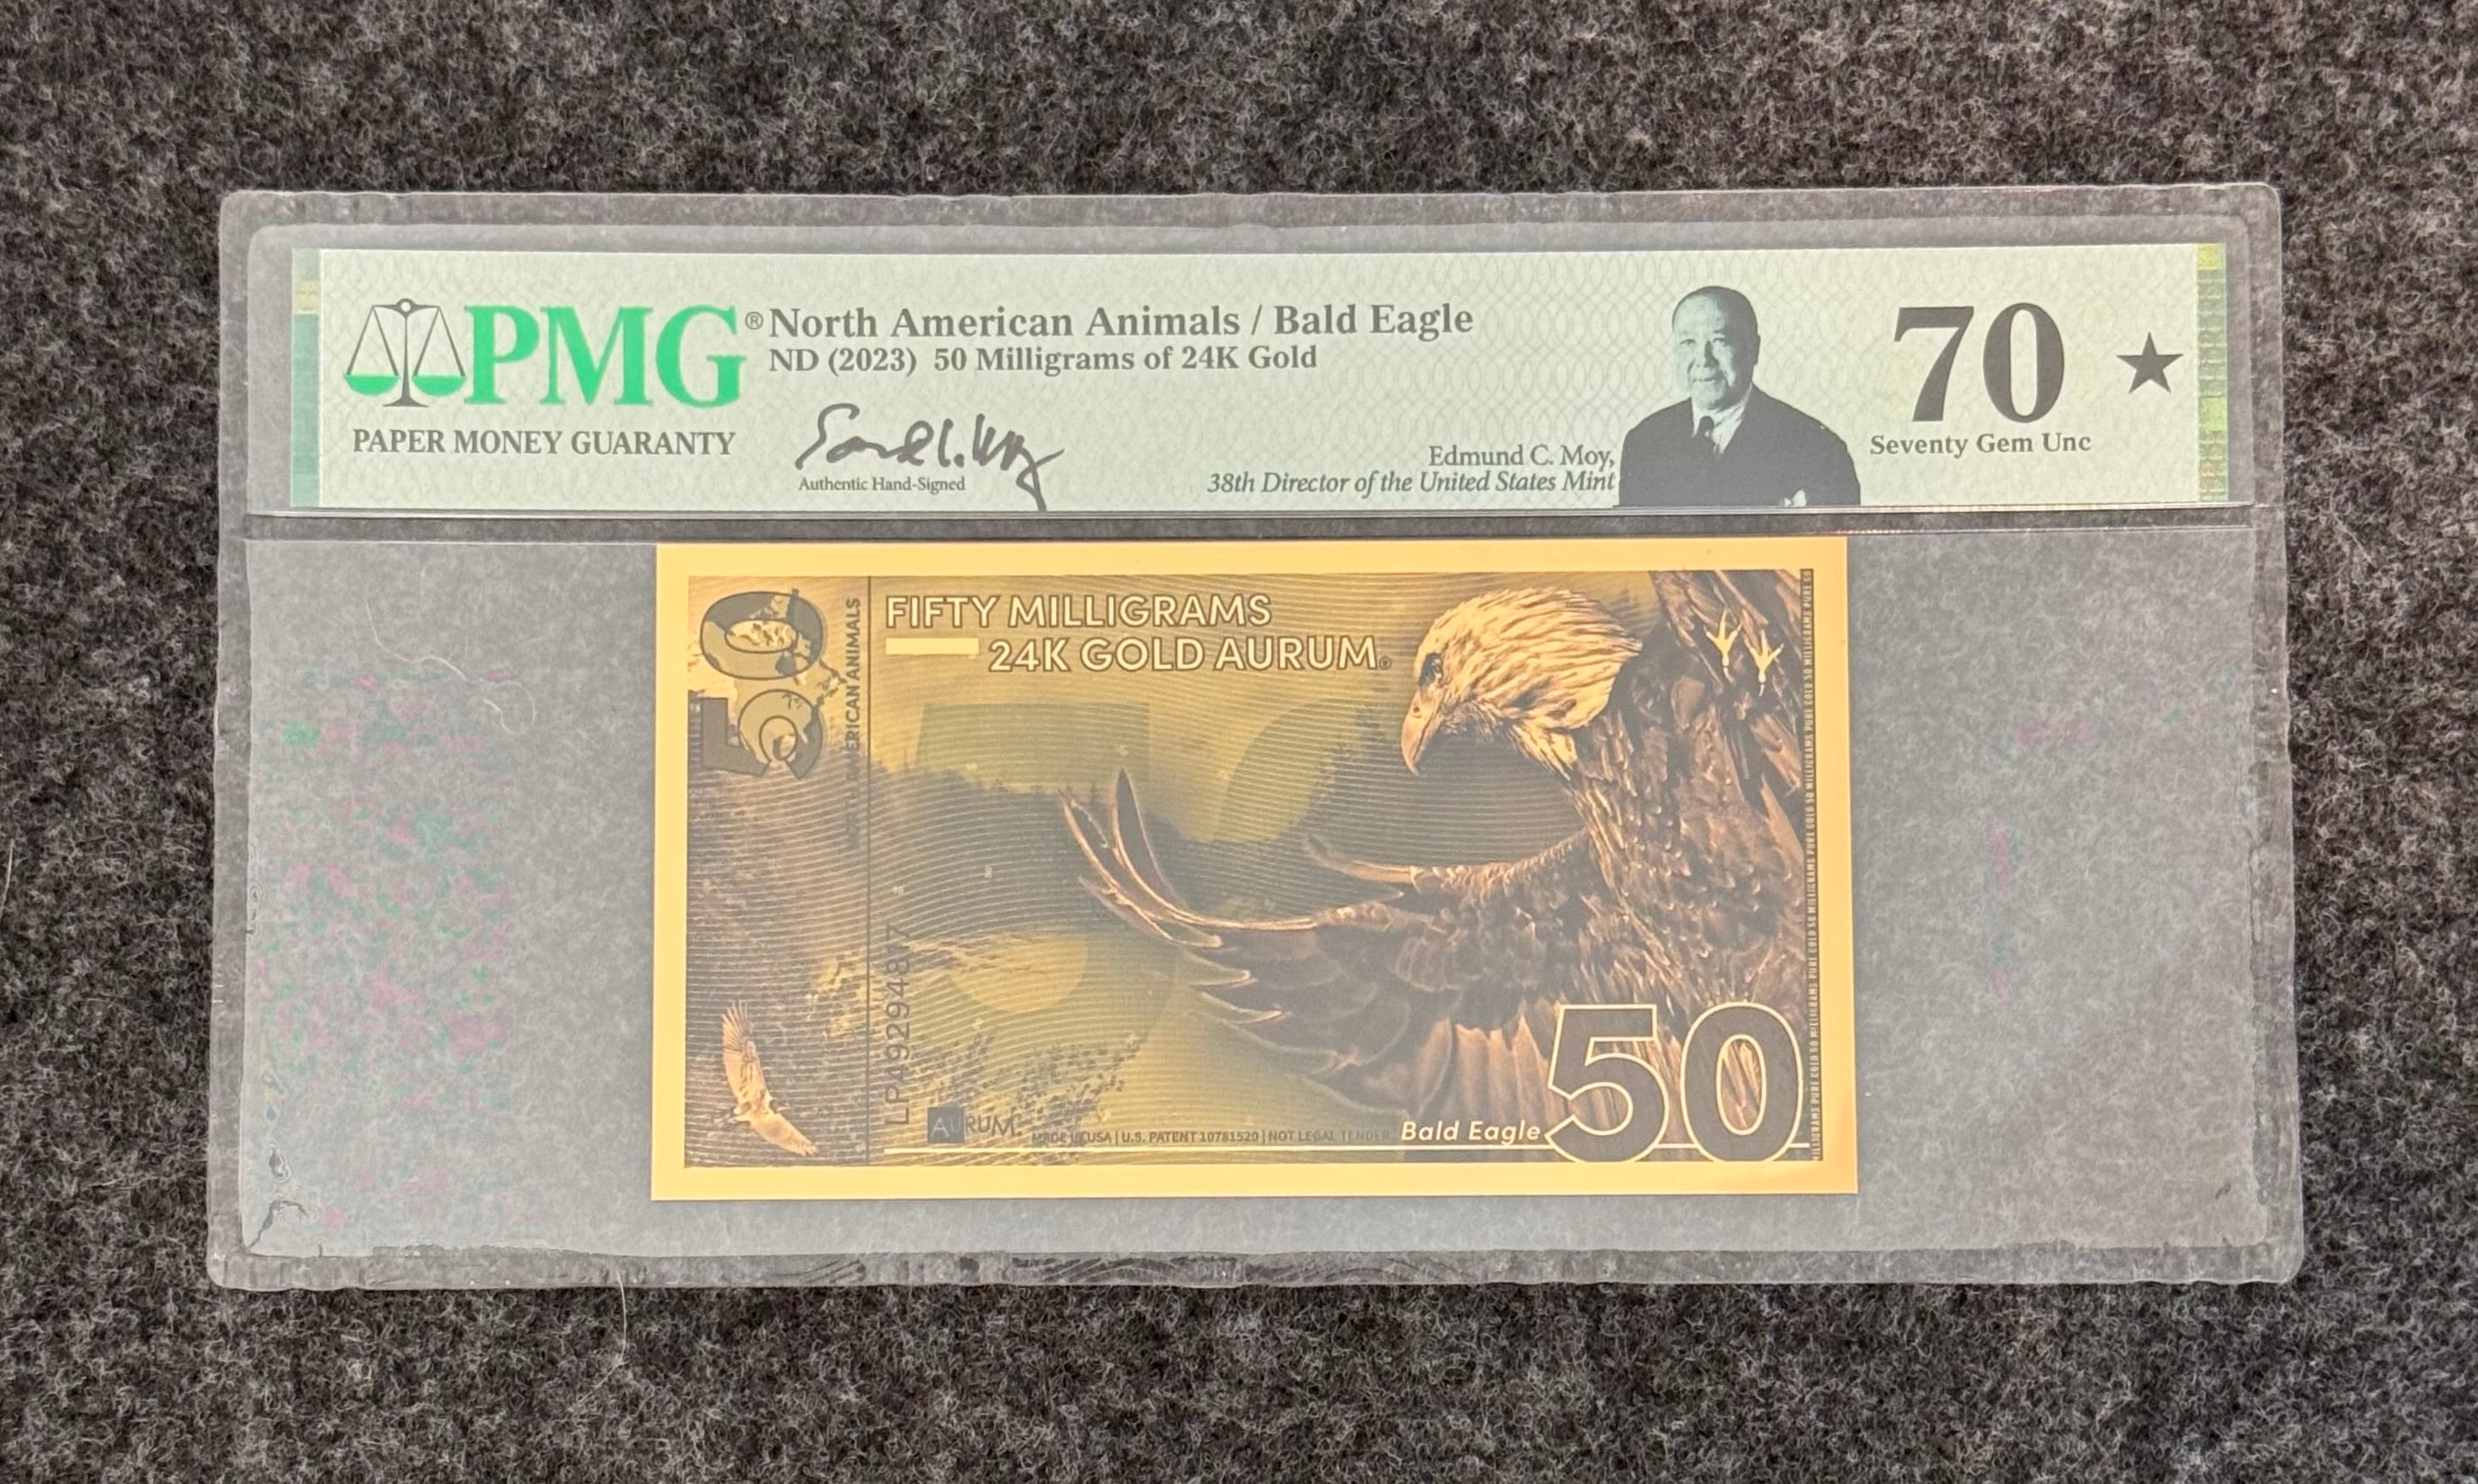 PMG®
PAPER MONEY GUARANTY
North American Animals / Bald Eagle
ND (2023) 50 Milligrams of 24K Gold
Authentic Hand-Signed
Edmund C. Moy,
38th Director of the United States Mint
70 ★
Seventy Gem Unc
50
NORTH AMERICAN ANIMALS
FIFTY MILLIGRAMS
24K GOLD AURUM®
LP4929487
AURUM
MADE IN USA | U.S. PATENT 10781520 | NOT LEGAL TENDER
Bald Eagle
50